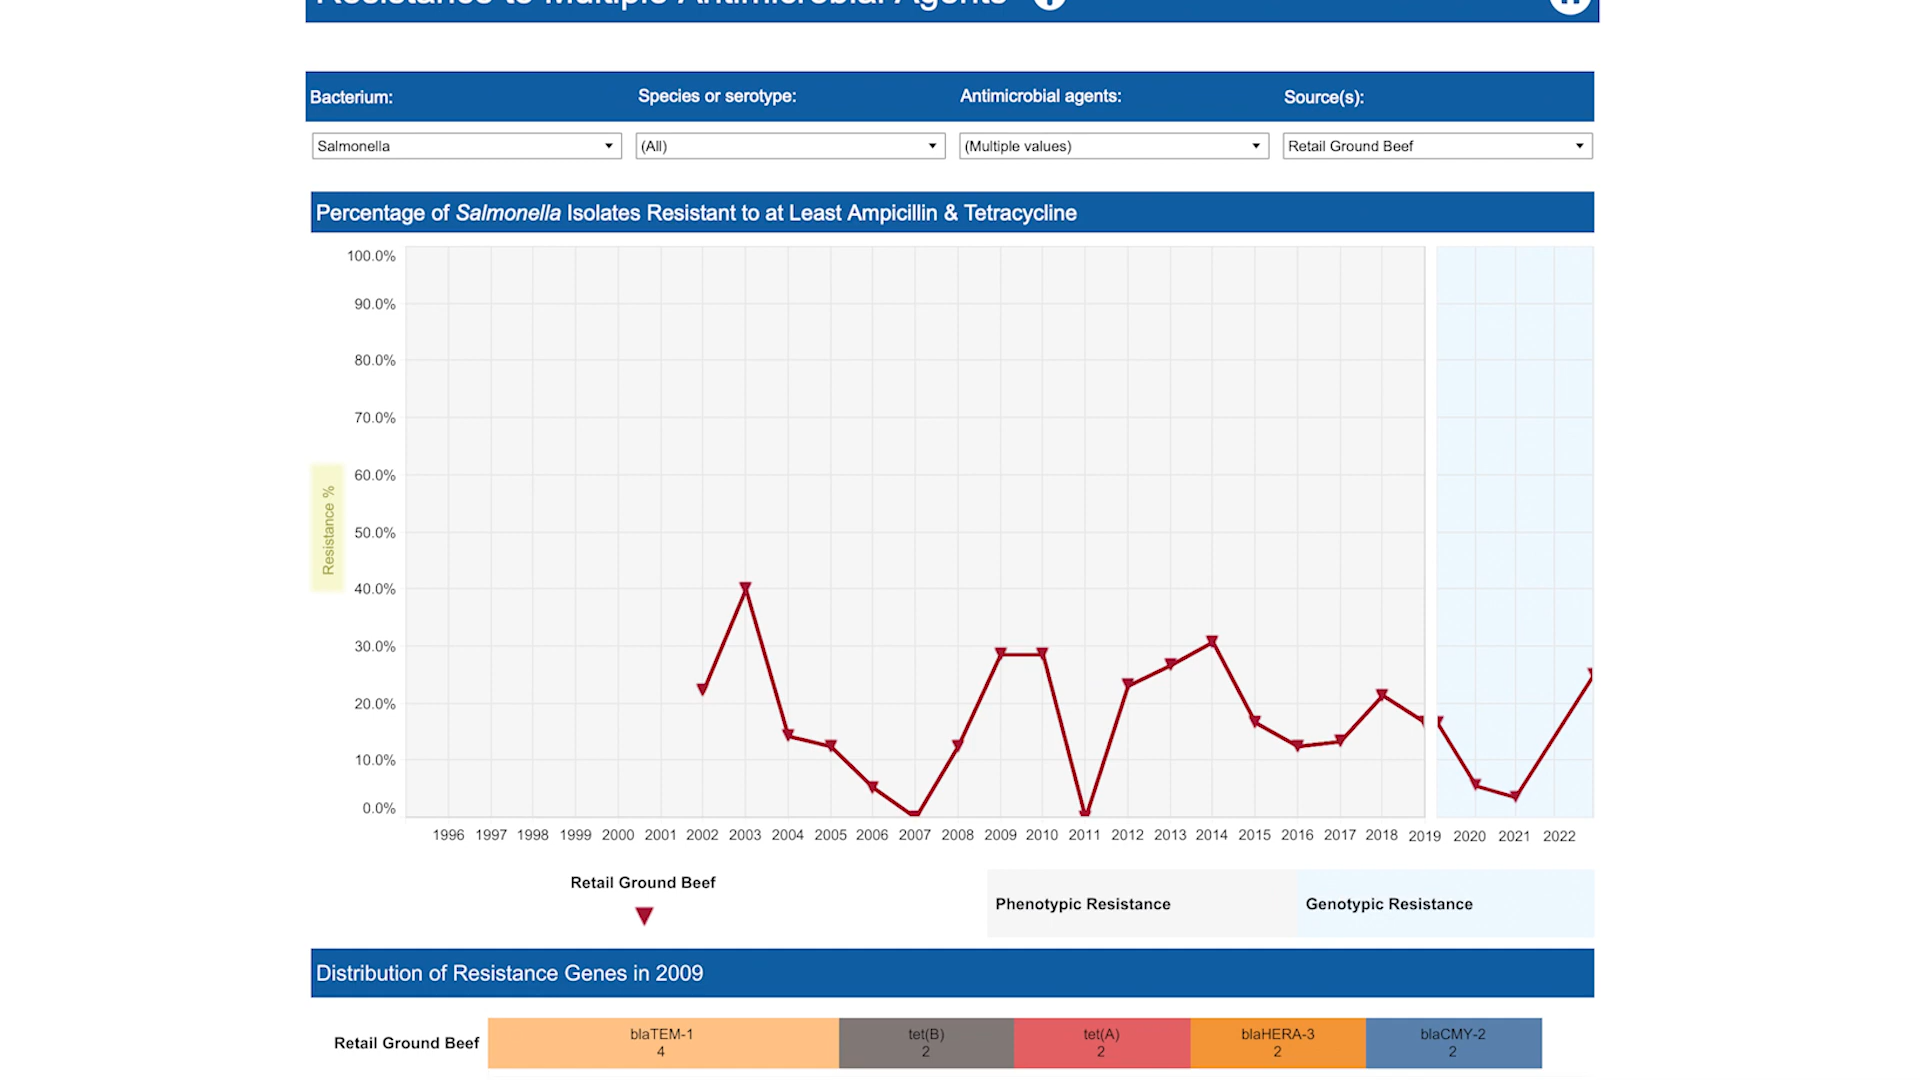 Resistance to Multiple Antimicrobial Agents
Bacterium: Species or serotype: Antimicrobial agents: Source(s):
Salmonella (All) (Multiple values) Retail Ground Beef
Percentage of Salmonella Isolates Resistant to at Least Ampicillin & Tetracycline
100.0%
90.0%
80.0%
70.0%
60.0%
50.0%
40.0%
30.0%
20.0%
10.0%
0.0%
Resistance %
1996 1997 1998 1999 2000 2001 2002 2003 2004 2005 2006 2007 2008 2009 2010 2011 2012 2013 2014 2015 2016 2017 2018 2019 2020 2021 2022
Retail Ground Beef
Phenotypic Resistance Genotypic Resistance
Distribution of Resistance Genes in 2009
Retail Ground Beef
blaTEM-1 tet(B) tet(A) blaHERA-3 blaCMY-2
4 2 2 2 2